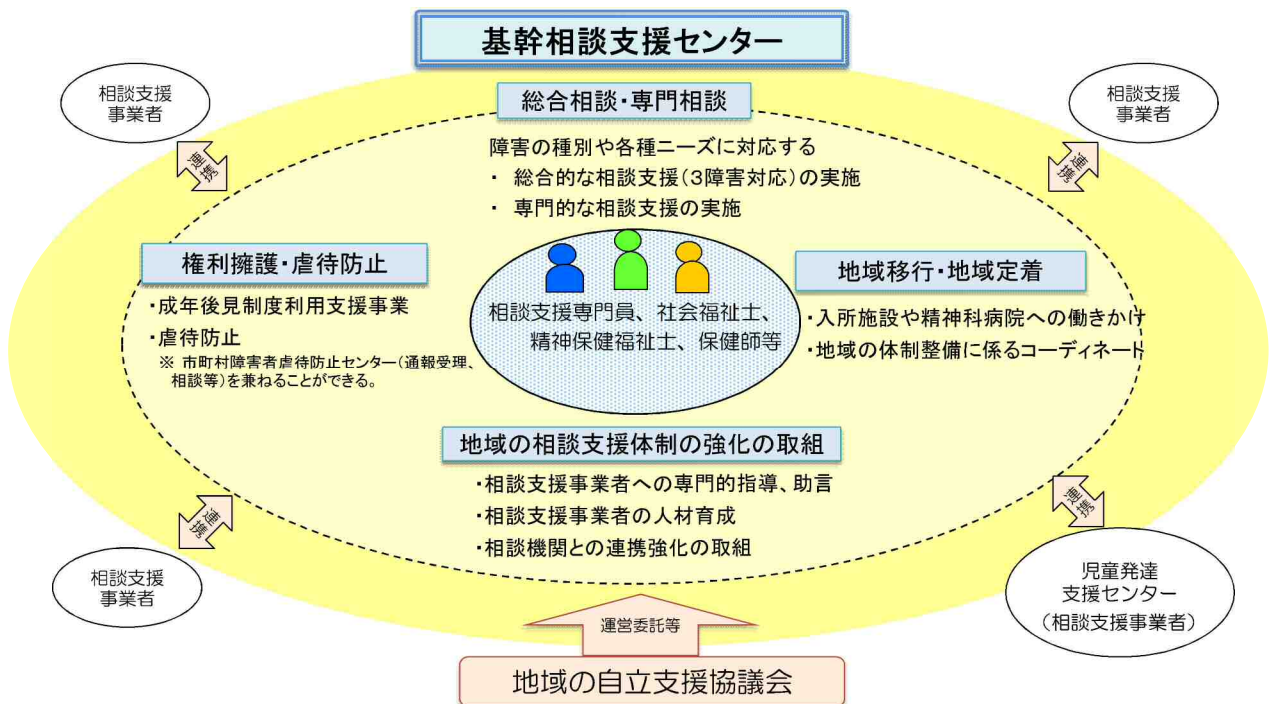 基幹相談支援センター
相談支援
事業者
連携
相談支援
事業者
連携
総合相談・専門相談
障害の種別や各種ニーズに対応する
・ 総合的な相談支援(3障害対応)の実施
・ 専門的な相談支援の実施
権利擁護・虐待防止
・成年後見制度利用支援事業
・虐待防止
※ 市町村障害者虐待防止センター(通報受理、
相談等)を兼ねることができる。
相談支援専門員、社会福祉士、
精神保健福祉士、保健師等
地域移行・地域定着
・入所施設や精神科病院への働きかけ
・地域の体制整備に係るコーディネート
地域の相談支援体制の強化の取組
・相談支援事業者への専門的指導、助言
・相談支援事業者の人材育成
・相談機関との連携強化の取組
連携
相談支援
事業者
連携
児童発達
支援センター
(相談支援事業者)
運営委託等
地域の自立支援協議会